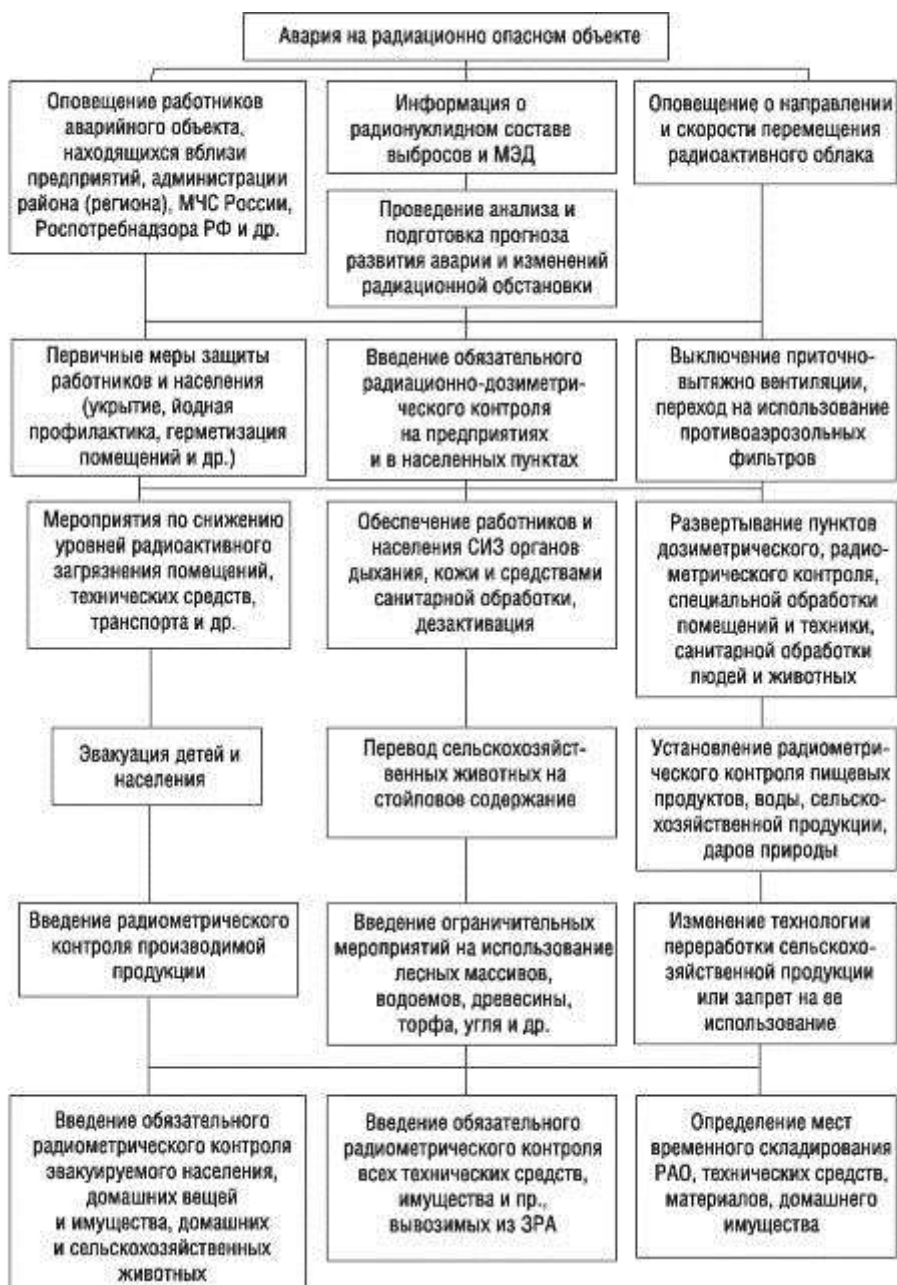 Авария на радиационно опасном объекте
Оповещение работников
аварийного объекта,
находящихся вблизи
предприятий, администрации
района (региона), МЧС России,
Роспотребнадзора РФ и др.
Информация о
радионуклидном составе
выбросов и МЭД
Оповещение о направлении
и скорости перемещения
радиоактивного облака
Проведение анализа и
подготовка прогноза
развития аварии и изменений
радиационной обстановки
Первичные меры защиты
работников и населения
(укрытие, йодная
профилактика, герметизация
помещений и др.)
Введение обязательного
радиационно-дозиметри-
ческого контроля
на предприятиях
и в населенных пунктах
Выключение приточно-
вытяжно вентиляции,
переход на использование
противоаэрозольных
фильтров
Мероприятия по снижению
уровней радиоактивного
загрязнения помещений,
технических средств,
транспорта и др.
Обеспечение работников и
населения СИЗ органов
дыхания, кожи и средствами
санитарной обработки,
дезактивация
Развертывание пунктов
дозиметрического, радио-
метрического контроля,
специальной обработки
помещений и техники,
санитарной обработки
людей и животных
Эвакуация детей и
населения
Перевод сельскохозяйст-
венных животных на
стойловое содержание
Установление радиометри-
ческого контроля пищевых
продуктов, воды, сельско-
хозяйственной продукции,
даров природы
Введение радиометрического
контроля производимой
продукции
Введение ограничительных
мероприятий на использование
лесных массивов,
водоемов, древесины,
торфа, угля и др.
Изменение технологии
переработки сельскохо-
зяйственной продукции
или запрет на ее
использование
Введение обязательного
радиометрического контроля
эвакуируемого населения,
домашних вещей
и имущества, домашних
и сельскохозяйственных
животных
Введение обязательного
радиометрического контроля
всех технических средств,
имущества и пр.,
вывозимых из ЗРА
Определение мест
временного складирования
РАО, технических средств,
материалов, домашнего
имущества